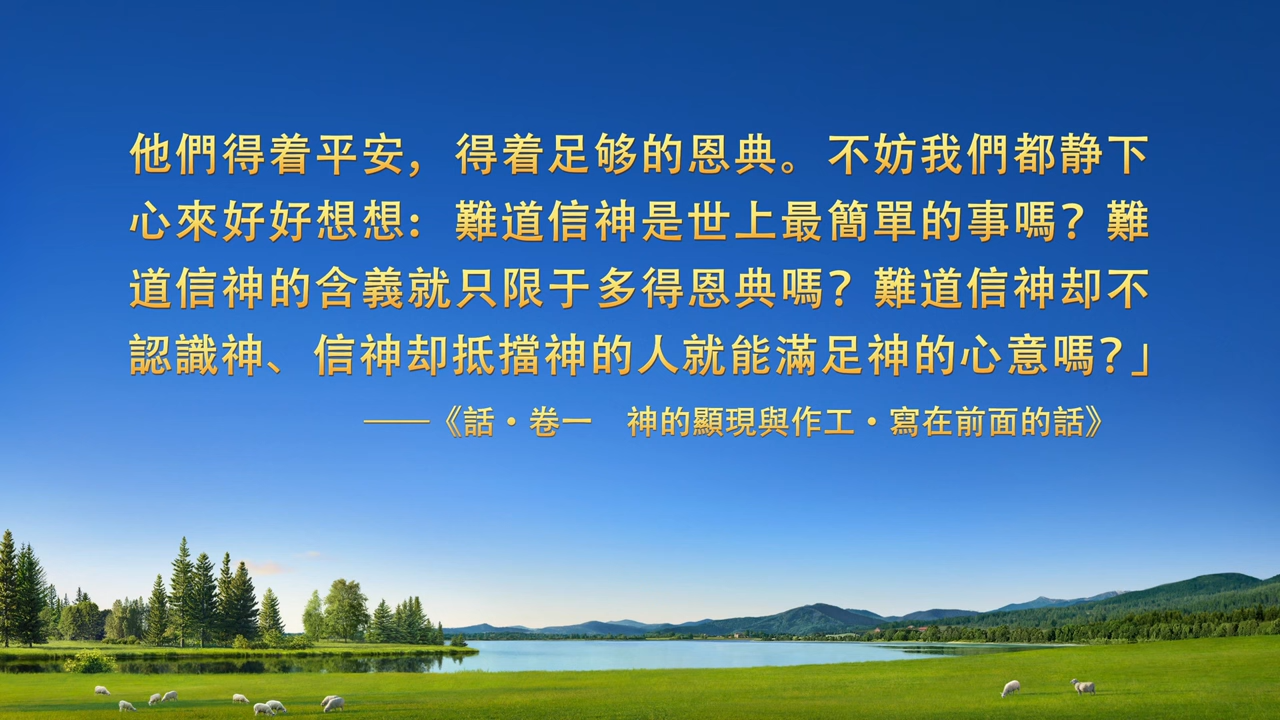 他們得着平安，得着足够的恩典。不妨我們都静下
心來好好想想：難道信神是世上最簡單的事嗎？難
道信神的含義就只限于多得恩典嗎？難道信神却不
認識神、信神却抵擋神的人就能滿足神的心意嗎？」
——《話・卷一　神的顯現與作工・寫在前面的話》